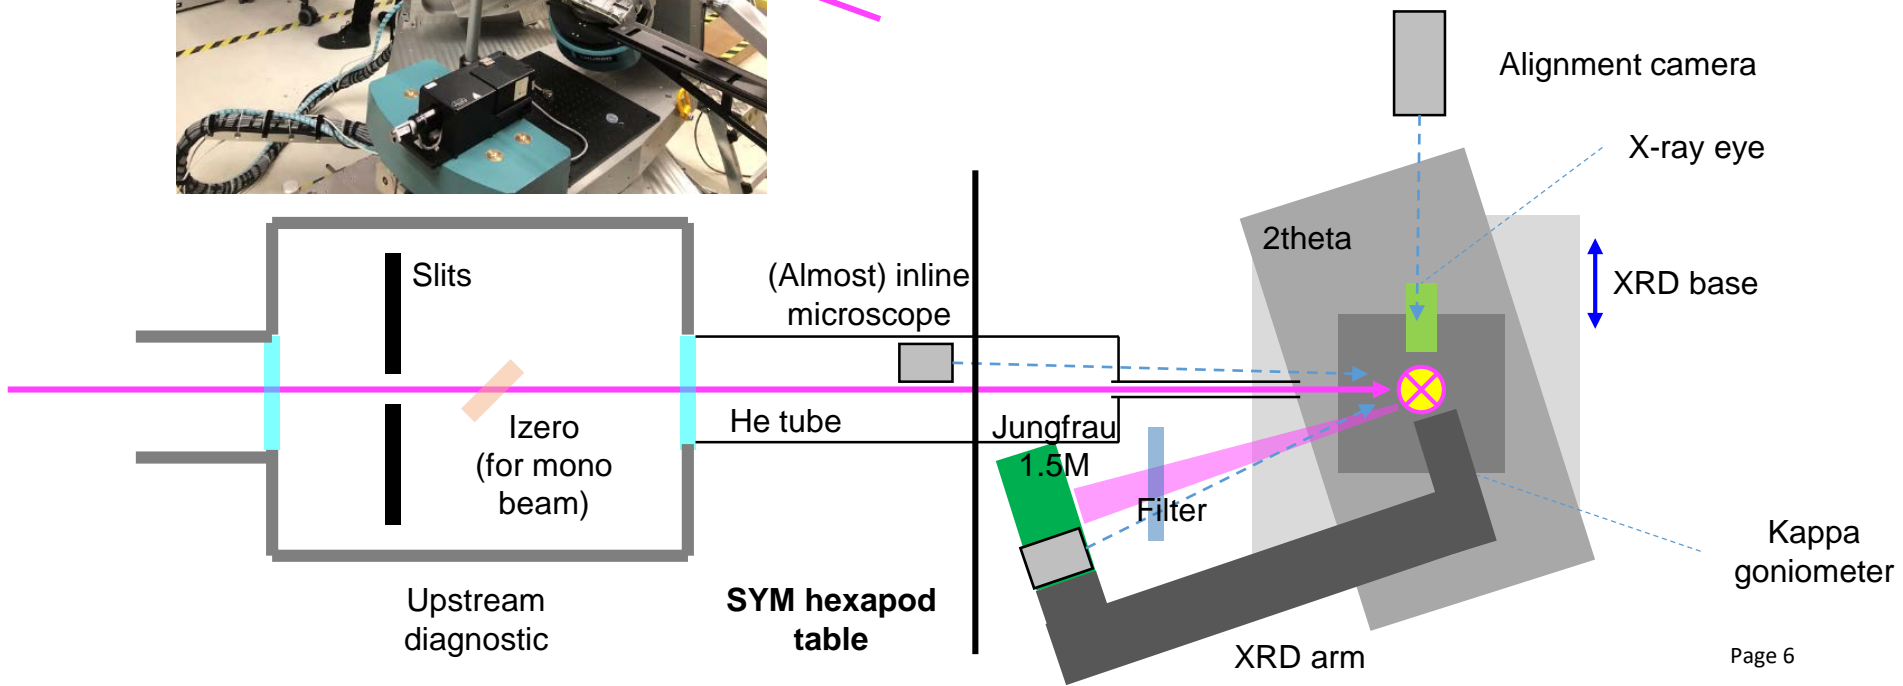 Alignment camera
X-ray eye
2theta
Slits
(Almost) inline
microscope
XRD base
Izero
(for mono
beam)
He tube
Jungfrau
1.5M
Filter
Kappa
goniometer
Upstream
diagnostic
SYM hexapod
table
XRD arm
Page 6